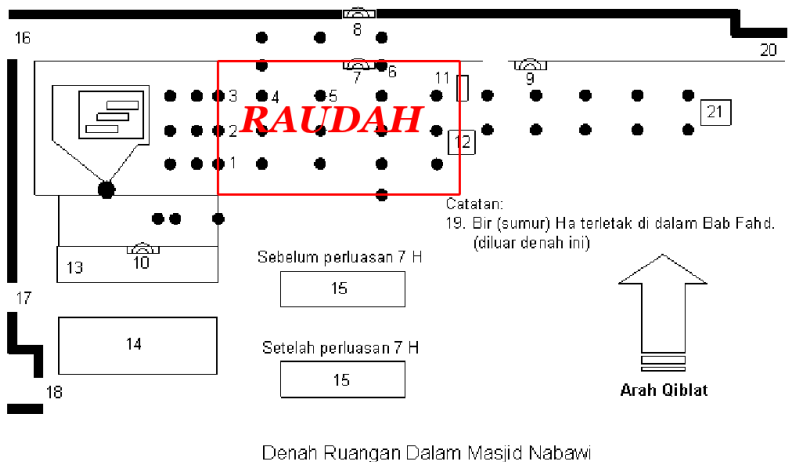 8
16
20
7
6
11
9
3
4
5
21
RAUDAH
2
12
1
Catatan:
19. Bir (sumur) Ha terletak di dalam Bab Fahd.
(diluar denah ini)
10
13
Sebelum perluasan 7 H
15
17
14
Setelah perluasan 7 H
15
18
Arah Qiblat
Denah Ruangan Dalam Masjid Nabawi